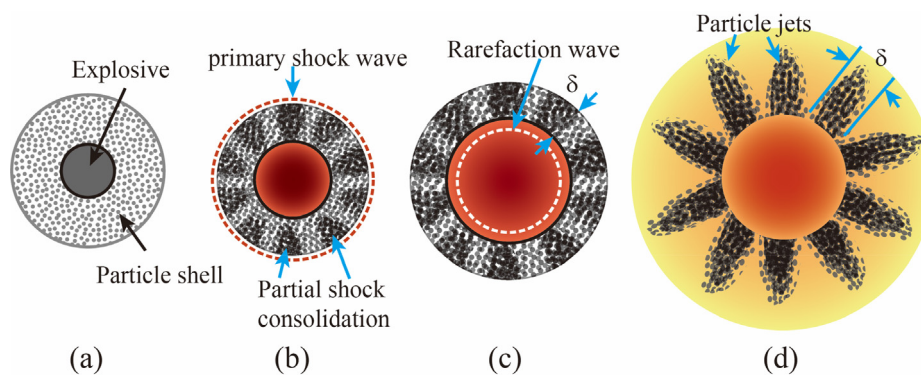 Explosive
Particle shell
(a)
primary shock wave
Partial shock
consolidation
(b)
Rarefaction wave
δ
(c)
Particle jets
δ
(d)